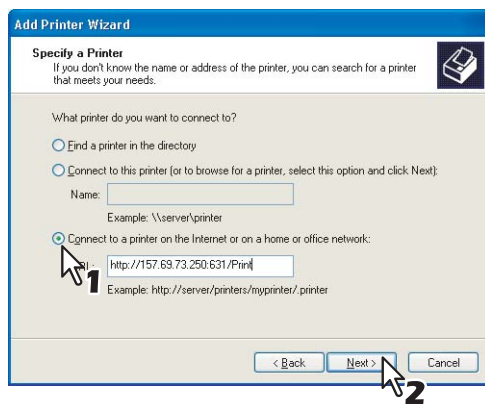 Add Printer Wizard
Specify a Printer
If you don't know the name or address of the printer, you can search for a printer
that meets your needs.
What printer do you want to connect to?
Find a printer in the directory
Connect to this printer (or to browse for a printer, select this option and click Next):
Name:
Example: \\server\printer
Connect to a printer on the Internet or on a home or office network:
1
http://157.69.73.250:631/Print
Example: http://server/printers/myprinter/.printer
< Back Next > Cancel
2